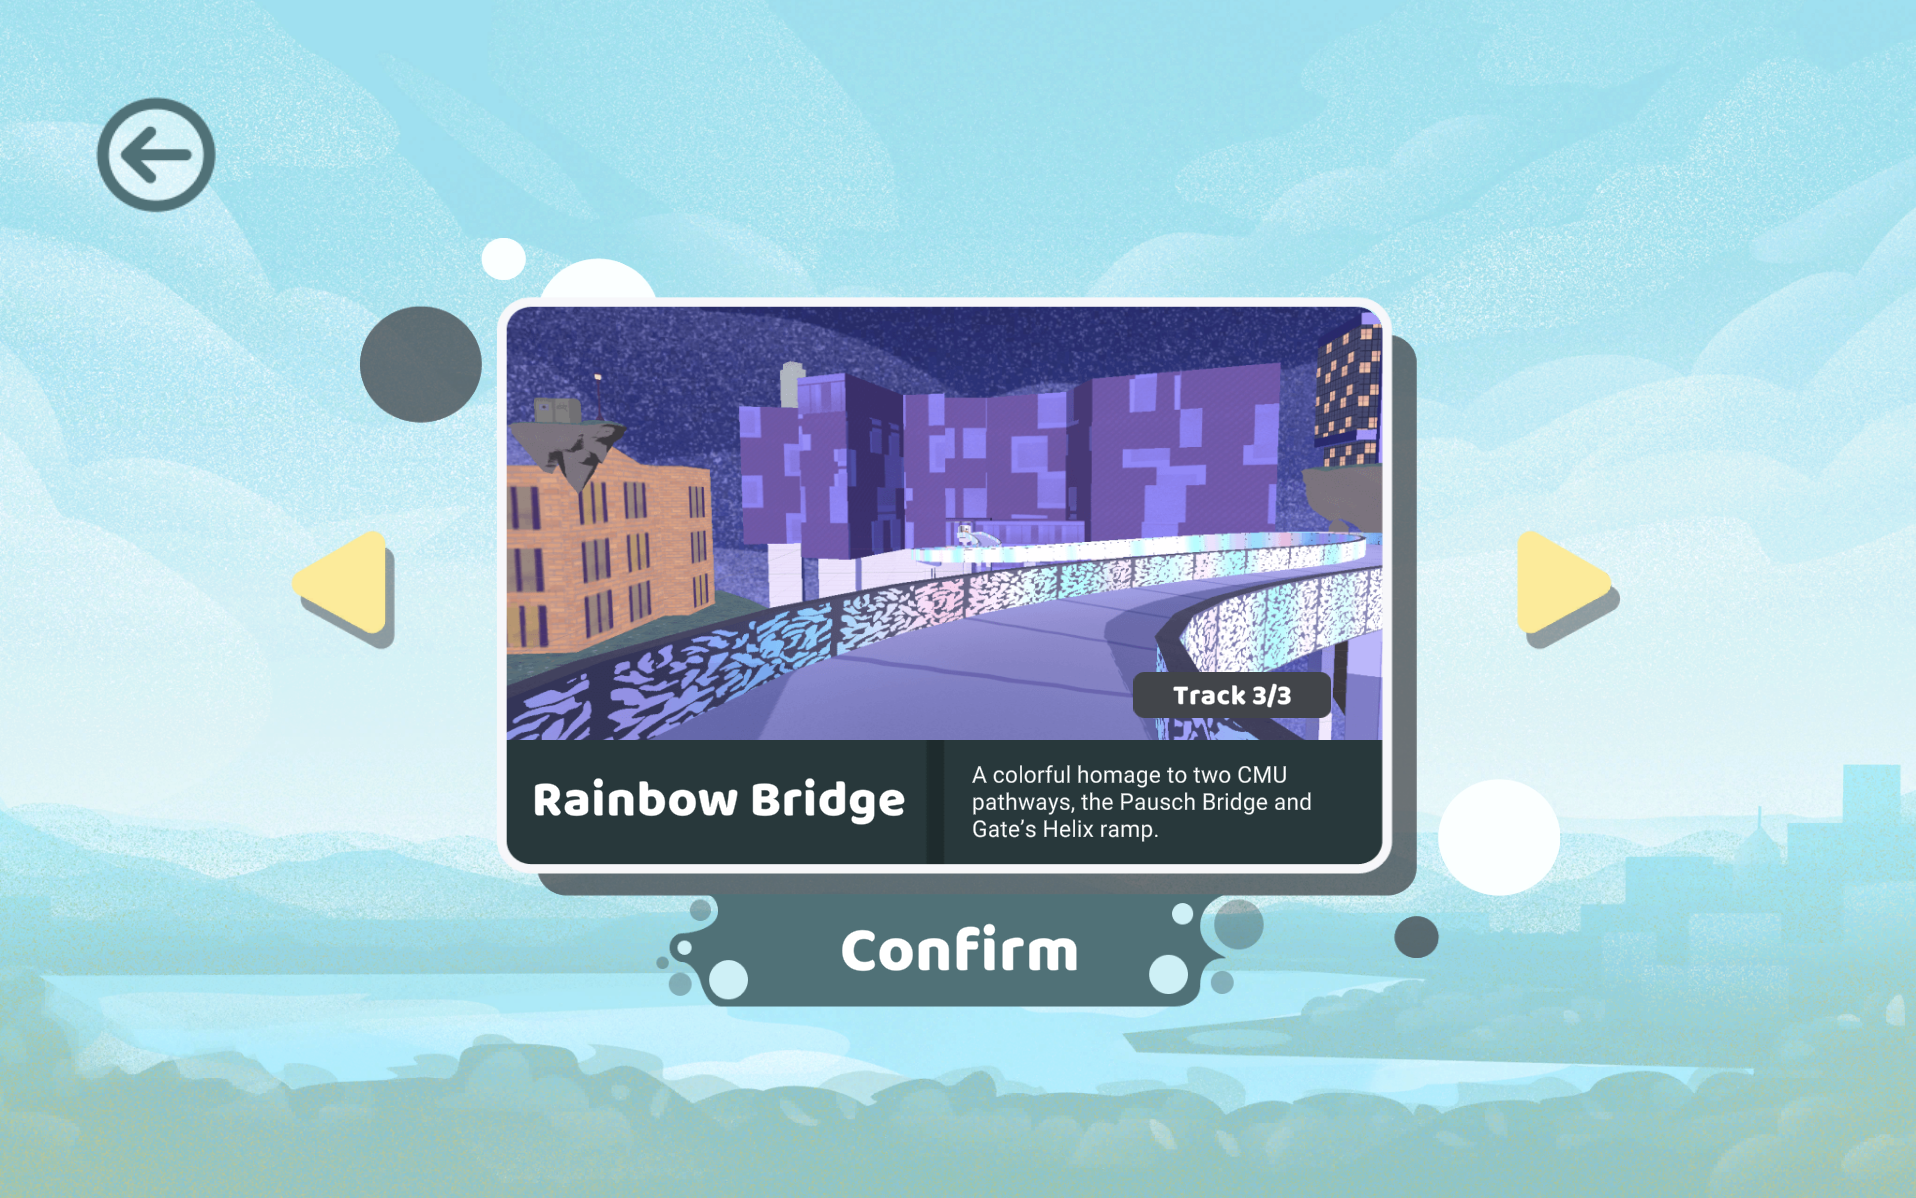 Track 3/3
Rainbow Bridge
A colorful homage to two CMU
pathways, the Pausch Bridge and
Gate’s Helix ramp.
Confirm